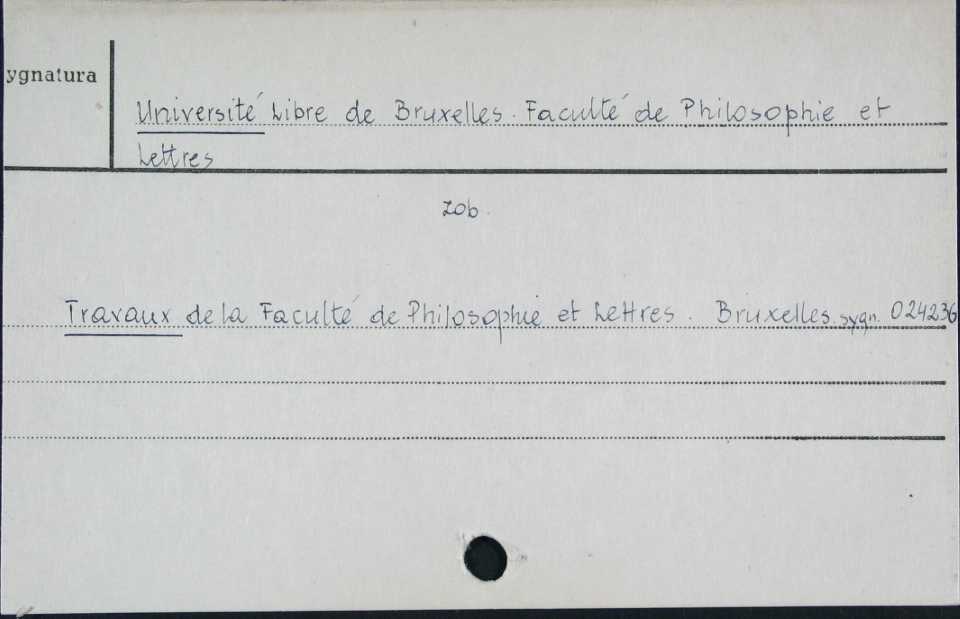 ygnatura
Université Libre de Bruxelles. Faculté de Philosophie et
Lettres
zob.
Travaux de la Faculté de Philosophie et Lettres. Bruxelles. sygn. 024236